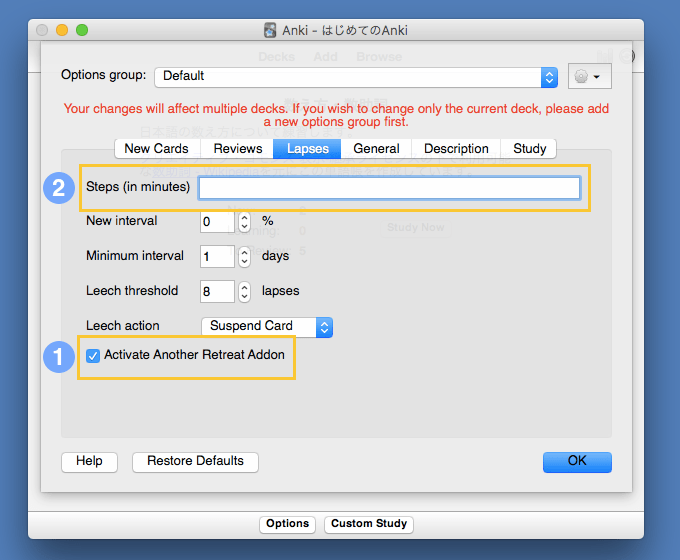 Anki - はじめてのAnki
Decks Add Browse
Options group: Default
Your changes will affect multiple decks. If you wish to change only the current deck, please add
a new options group first.
New Cards Reviews Lapses General Description Study
2 Steps (in minutes)
New interval 0 %
Study Now
Minimum interval 1 days
Leech threshold 8 lapses
Leech action Suspend Card
1 Activate Another Retreat Addon
Help Restore Defaults OK
Options Custom Study